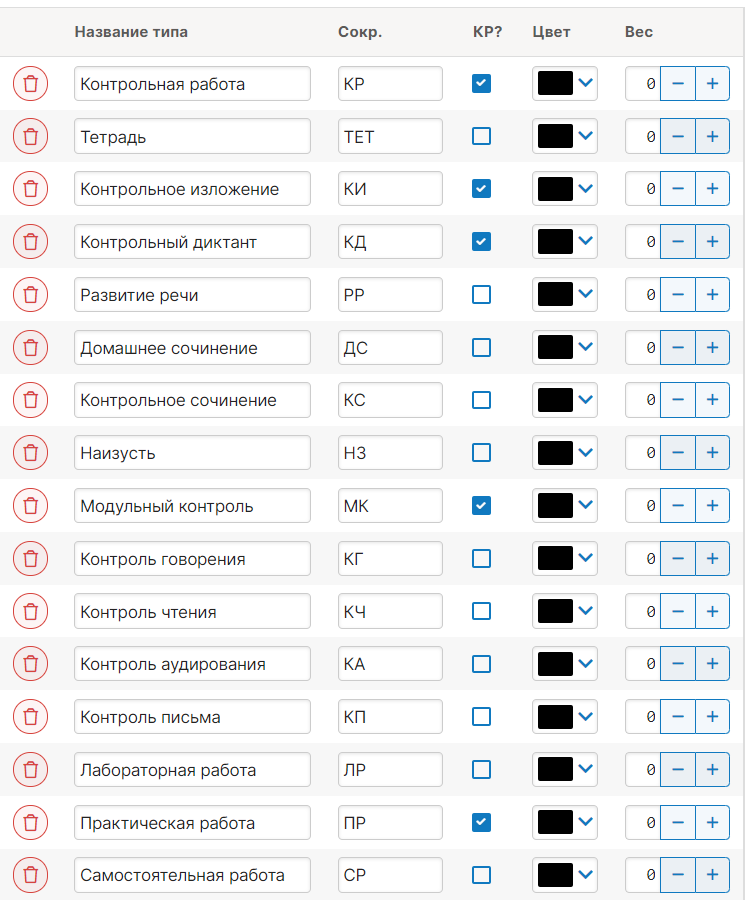 Название типа Сокр. КР? Цвет Вес
Контрольная работа КР 0 − +
Тетрадь ТЕТ 0 − +
Контрольное изложение КИ 0 − +
Контрольный диктант КД 0 − +
Развитие речи РР 0 − +
Домашнее сочинение ДС 0 − +
Контрольное сочинение КС 0 − +
Наизусть НЗ 0 − +
Модульный контроль МК 0 − +
Контроль говорения КГ 0 − +
Контроль чтения КЧ 0 − +
Контроль аудирования КА 0 − +
Контроль письма КП 0 − +
Лабораторная работа ЛР 0 − +
Практическая работа ПР 0 − +
Самостоятельная работа СР 0 − +